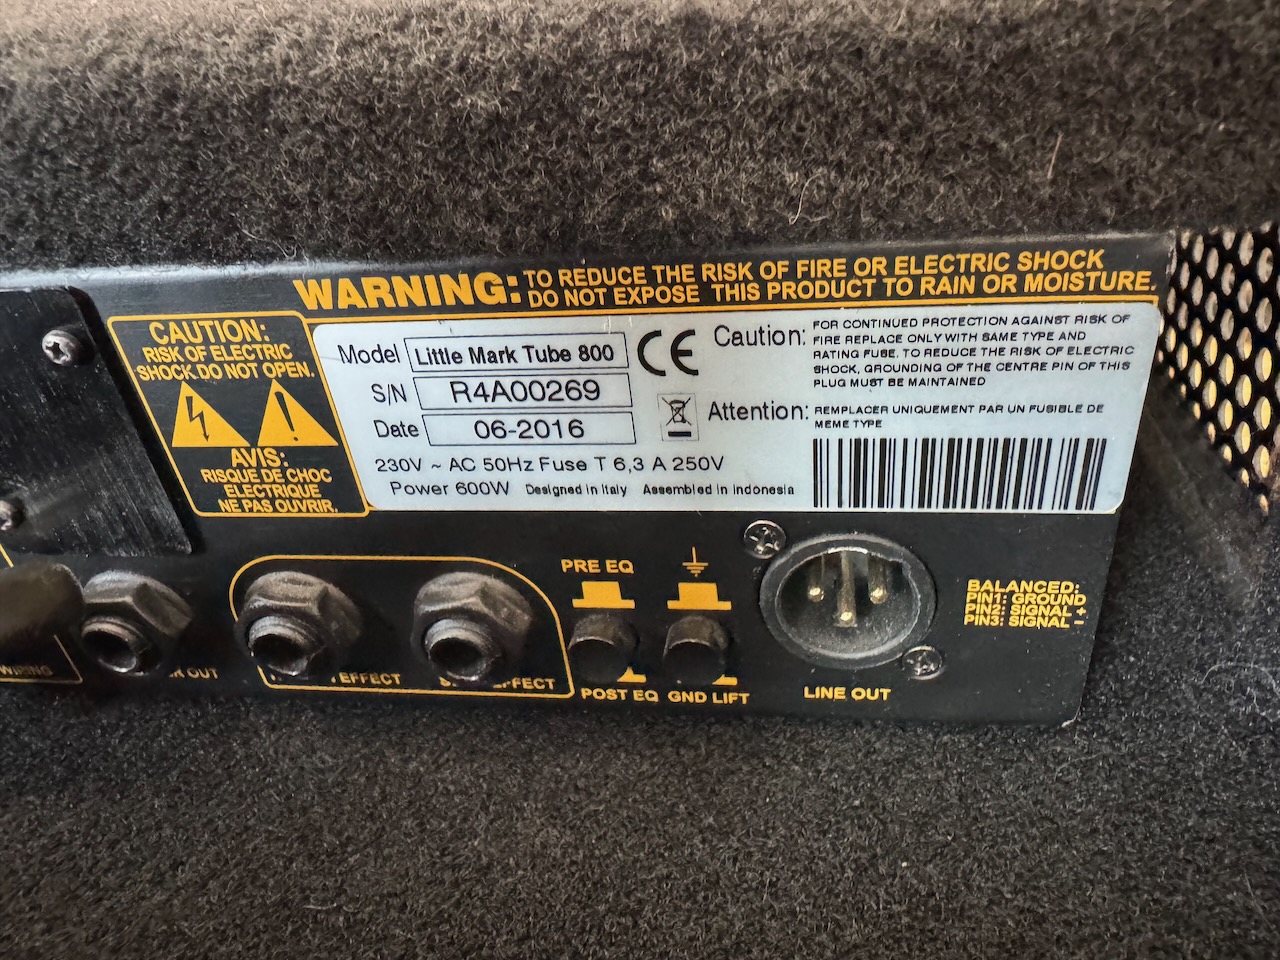 WARNING: TO REDUCE THE RISK OF FIRE OR ELECTRIC SHOCK
DO NOT EXPOSE THIS PRODUCT TO RAIN OR MOISTURE.
CAUTION:
RISK OF ELECTRIC
SHOCK.DO NOT OPEN.
AVIS:
RISQUE DE CHOC
ELECTRIQUE
NE PAS OUVRIR.
Model Little Mark Tube 800
S/N R4A00269
Date 06-2016
230V ~ AC 50Hz Fuse T 6,3 A 250V
Power 600W Designed in Italy Assembled in Indonesia
CE
Caution: FOR CONTINUED PROTECTION AGAINST RISK OF
FIRE REPLACE ONLY WITH SAME TYPE AND
RATING FUSE. TO REDUCE THE RISK OF ELECTRIC
SHOCK, GROUNDING OF THE CENTRE PIN OF THIS
PLUG MUST BE MAINTAINED
Attention: REMPLACER UNIQUEMENT PAR UN FUSIBLE DE
MEME TYPE
WIRING
OUT
EFFECT
EFFECT
PRE EQ
POST EQ
GND LIFT
LINE OUT
BALANCED:
PIN1: GROUND
PIN2: SIGNAL +
PIN3: SIGNAL -